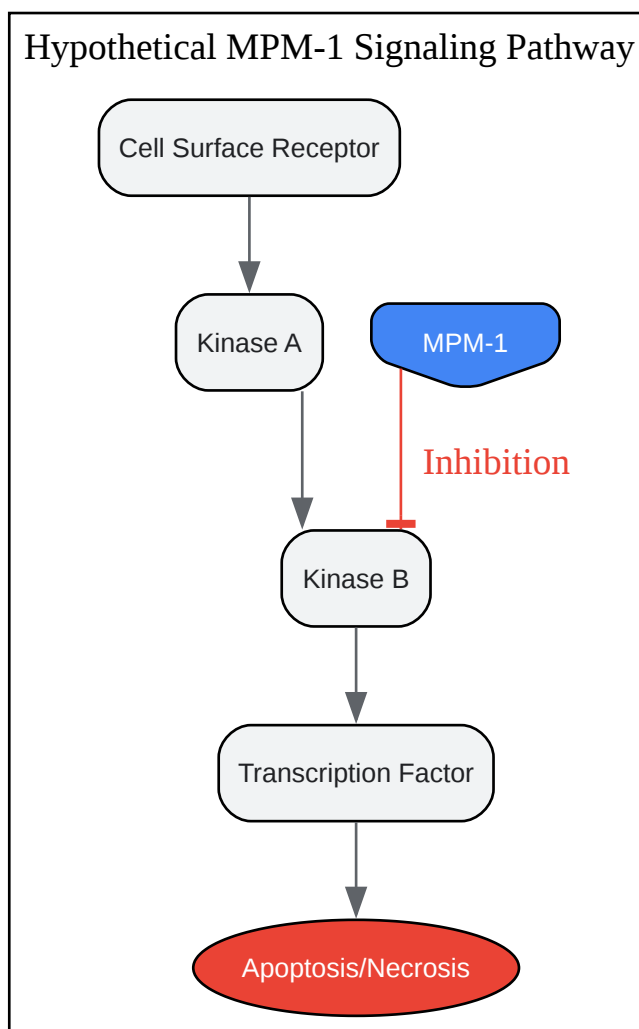 Hypothetical MPM-1 Signaling Pathway
Cell Surface Receptor
Kinase A
MPM-1
Inhibition
Kinase B
Transcription Factor
Apoptosis/Necrosis